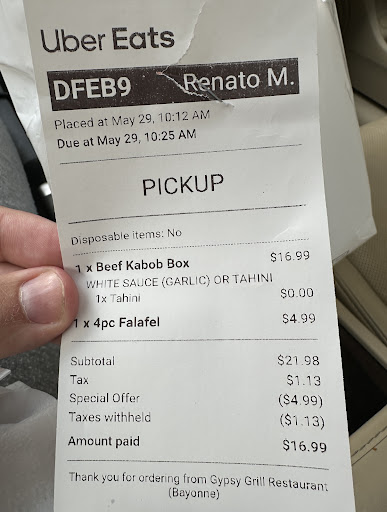 Uber Eats
DFEB9 Renato M.
Placed at May 29, 10:12 AM
Due at May 29, 10:25 AM
PICKUP
Disposable items: No
1 x Beef Kabob Box $16.99
WHITE SAUCE (GARLIC) OR TAHINI
1x Tahini $0.00
1 x 4pc Falafel $4.99
Subtotal $21.98
Tax $1.13
Special Offer ($4.99)
Taxes withheld ($1.13)
Amount paid $16.99
Thank you for ordering from Gypsy Grill Restaurant
(Bayonne)